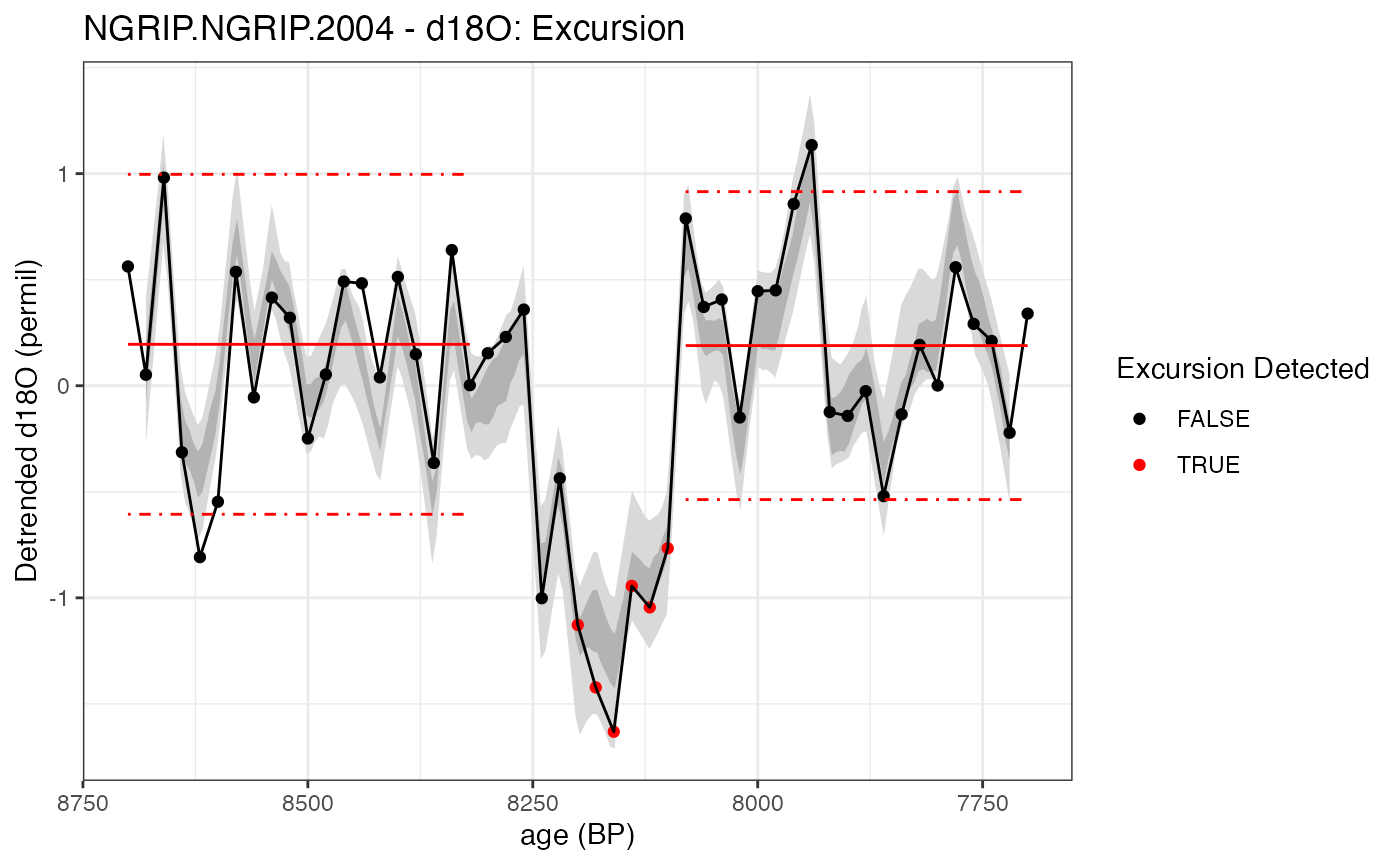 NGRIP.NGRIP.2004 - d18O: Excursion
Detrended d18O (permil)
1
0
-1
8750
8500
8250
8000
7750
age (BP)
Excursion Detected
FALSE
TRUE